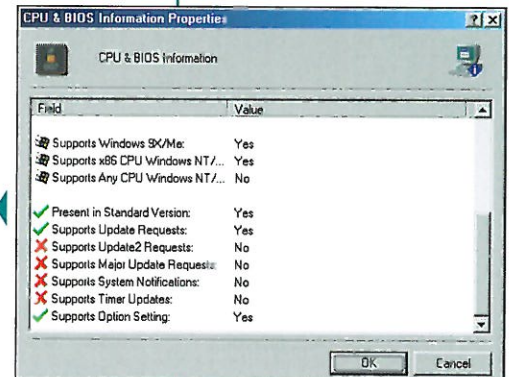 CPU & BIOS Information Properties
CPU & BIOS Information
Field Value
Supports Windows 9X/Me: Yes
Supports x86 CPU Windows NT/... Yes
Supports Any CPU Windows NT/... No
Present in Standard Version: Yes
Supports Update Requests: Yes
Supports Update2 Requests: No
Supports Major Update Requests: No
Supports System Notifications: No
Supports Timer Updates: No
Supports Option Setting: Yes
OK Cancel